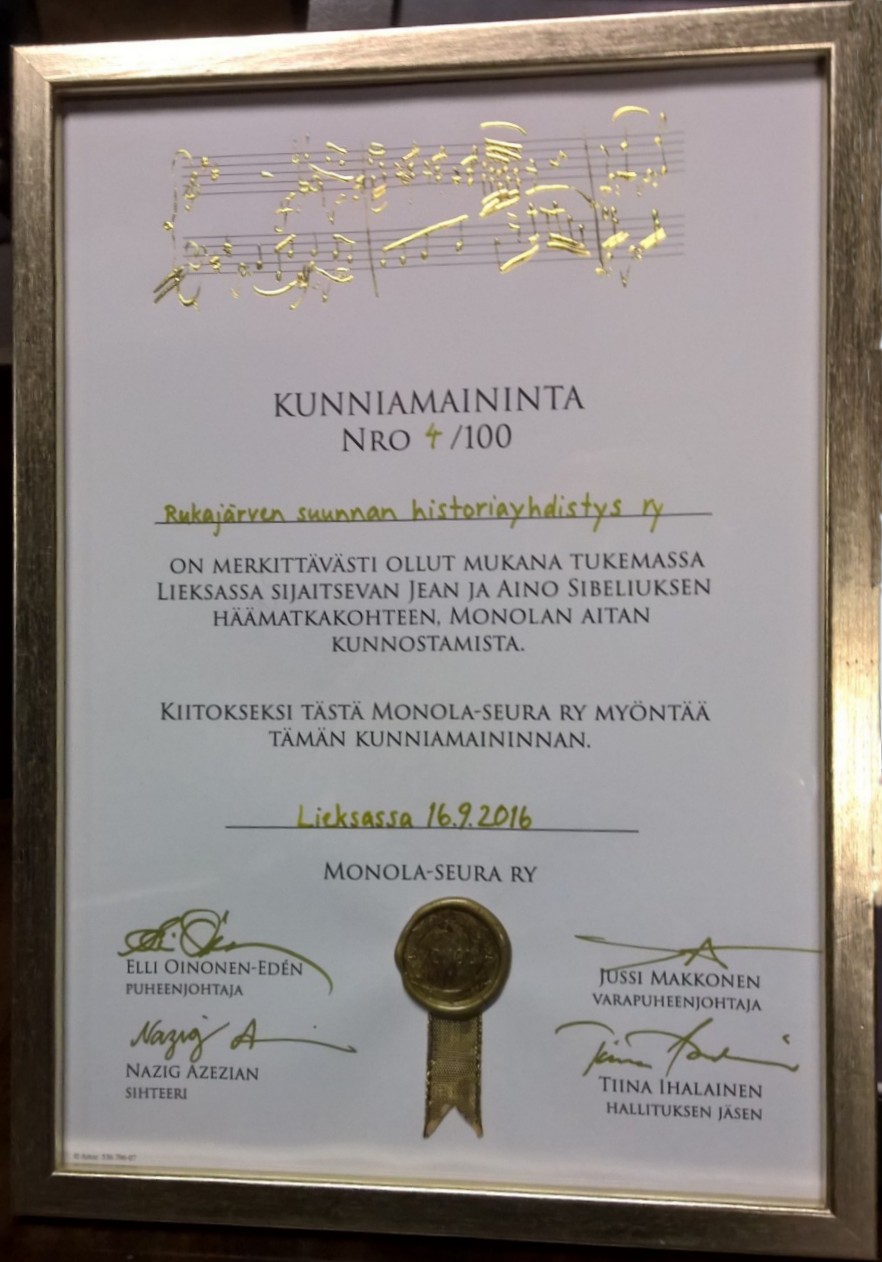 KUNNIAMAININTA
NRO 4/100
Rukajärven suunnan historiayhdistys ry
ON MERKITTÄVÄSTI OLLUT MUKANA TUKEMASSA
LIEKSASSA SIJAITSEVAN JEAN JA AINO SIBELIUKSEN
HÄÄMATKAKOHTEEN, MONOLAN AITAN
KUNNOSTAMISTA.
KIITOKSEKSI TÄSTÄ MONOLA-SEURA RY MYÖNTÄÄ
TÄMÄN KUNNIAMAININNAN.
Lieksassa 16.9.2016
MONOLA-SEURA RY
ELLI OINONEN-EDÉN
PUHEENJOHTAJA
JUSSI MAKKONEN
VARAPUHEENJOHTAJA
Nazig A
NAZIG AZEZIAN
SIHTEERI
TIINA IHALAINEN
HALLITUKSEN JÄSEN